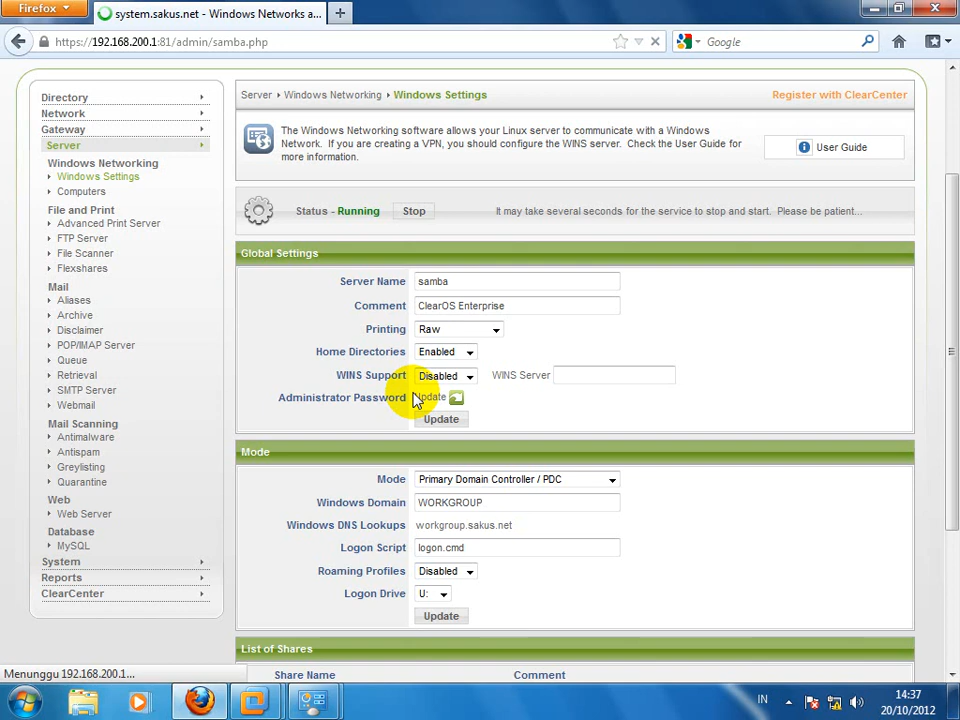 Firefox
system.sakus.net - Windows Networks a...
https://192.168.200.1:81/admin/samba.php
Google
Directory
Network
Gateway
Server
Windows Networking
Windows Settings
Computers
File and Print
Advanced Print Server
FTP Server
File Scanner
Flexshares
Mail
Aliases
Archive
Disclaimer
POP/IMAP Server
Queue
Retrieval
SMTP Server
Webmail
Mail Scanning
Antimalware
Antispam
Greylisting
Quarantine
Web
Web Server
Database
MySQL
System
Reports
ClearCenter
Server Windows Networking Windows Settings
Register with ClearCenter
The Windows Networking software allows your Linux server to communicate with a Windows
Network. If you are creating a VPN, you should configure the WINS server. Check the User Guide for
more information.
User Guide
Status - Running Stop
It may take several seconds for the service to stop and start. Please be patient...
Global Settings
Server Name samba
Comment ClearOS Enterprise
Printing Raw
Home Directories Enabled
WINS Support Disabled WINS Server
Administrator Password Update
Update
Mode
Mode Primary Domain Controller / PDC
Windows Domain WORKGROUP
Windows DNS Lookups workgroup.sakus.net
Logon Script logon.cmd
Roaming Profiles Disabled
Logon Drive U:
Update
List of Shares
Share Name Comment
Menunggu 192.168.200.1...
IN
14:37
20/10/2012